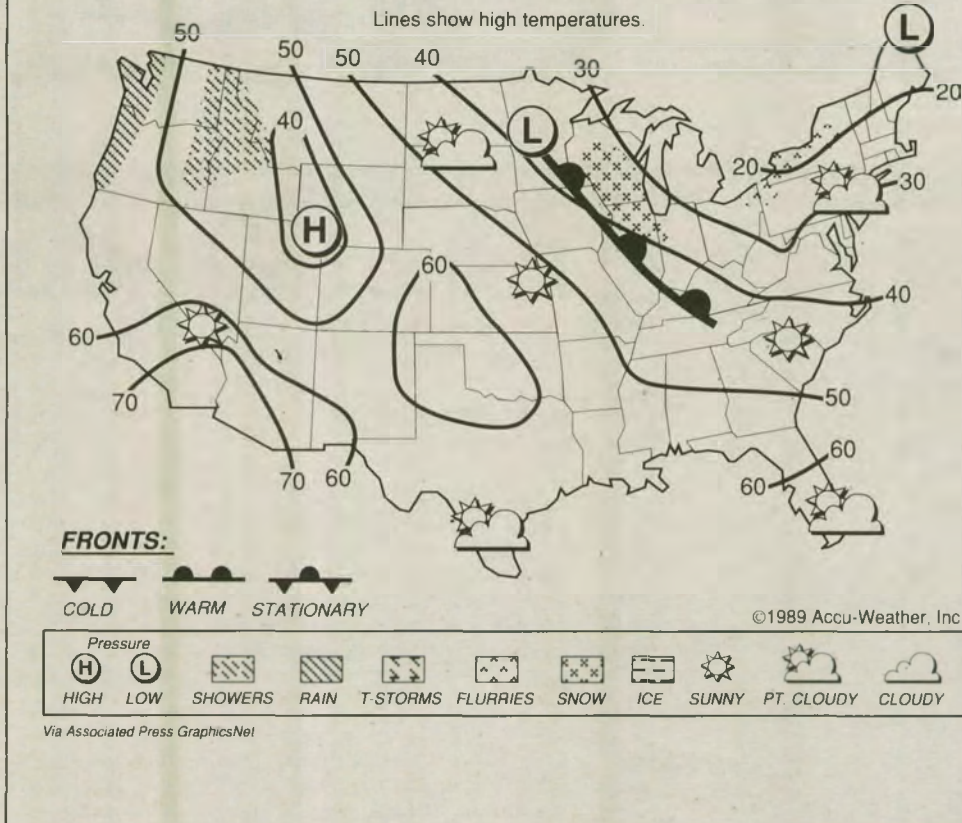 Lines show high temperatures.
L
50
50
50
40
30
20
40
L
20
30
H
60
40
60
70
50
60
60
70
60
FRONTS:
COLD WARM STATIONARY
©1989 Accu-Weather, Inc
Pressure
H L
HIGH LOW SHOWERS RAIN T-STORMS FLURRIES SNOW ICE SUNNY PT. CLOUDY CLOUDY
Via Associated Press GraphicsNet